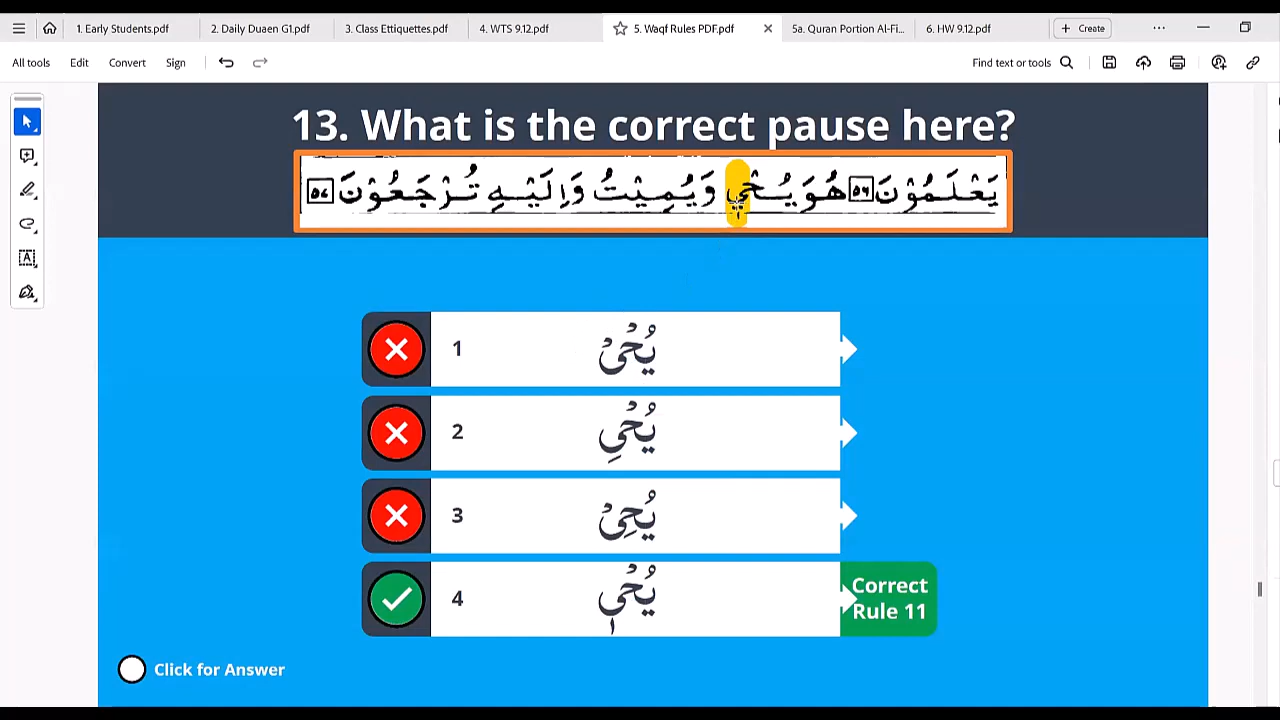 1. Early Students.pdf
2. Daily Duaen G1.pdf
3. Class Ettiquettes.pdf
4. WTS 9.12.pdf
5. Waqf Rules PDF.pdf
5a. Quran Portion Al-Fi...
6. HW 9.12.pdf
Create
All tools
Edit
Convert
Sign
Find text or tools
13. What is the correct pause here?
يَعْلَمُوْنَ ۵۵ هُوَ يُـحْيٖ وَيُمِيْتُ وَاِلَيْهِ تُرْجَعُوْنَ ۵۶
1 يُحْىْ
2 يُحْىِ
3 يُحِىْ
4 يُحْىٖ
Correct
Rule 11
Click for Answer